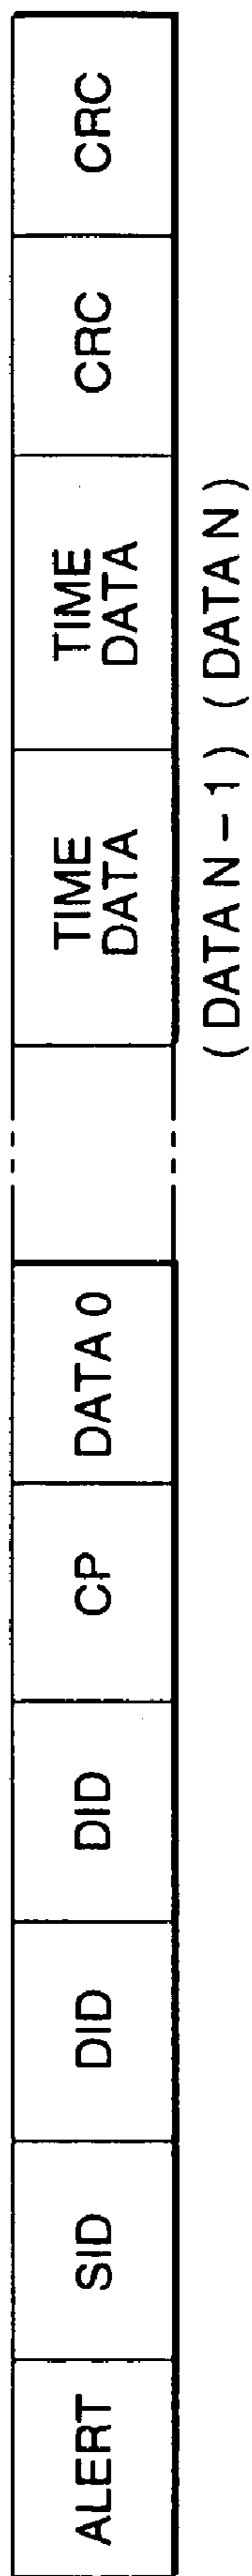 ALERT
SID
DID
DID
CP
DATA 0
TIME
DATA
TIME
DATA
CRC
CRC
(DATA N-1) (DATA N)